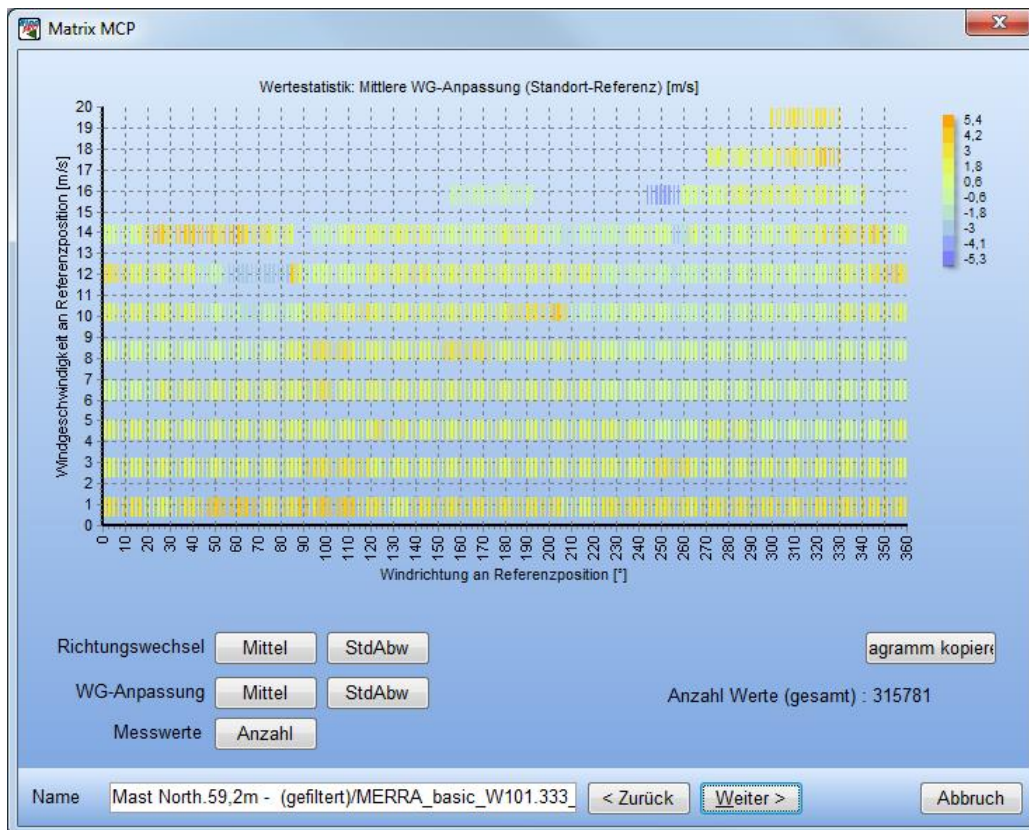 Matrix MCP
Wertestatistik: Mittlere WG-Anpassung (Standort-Referenz) [m/s]
Windgeschwindigkeit an Referenzposition [m/s]
20
19
18
17
16
15
14
13
12
11
10
9
8
7
6
5
4
3
2
1
0
0 10 20 30 40 50 60 70 80 90 100 110 120 130 140 150 160 170 180 190 200 210 220 230 240 250 260 270 280 290 300 310 320 330 340 350 360
Windrichtung an Referenzposition [°]
5,4
4,2
3
1,8
0,6
-0,6
-1,8
-3
-4,1
-5,3
Richtungswechsel Mittel StdAbw
agramm kopiere
WG-Anpassung Mittel StdAbw
Anzahl Werte (gesamt) : 315781
Messwerte Anzahl
Name Mast North.59,2m - (gefiltert)/MERRA_basic_W101.333_ < Zurück Weiter > Abbruch